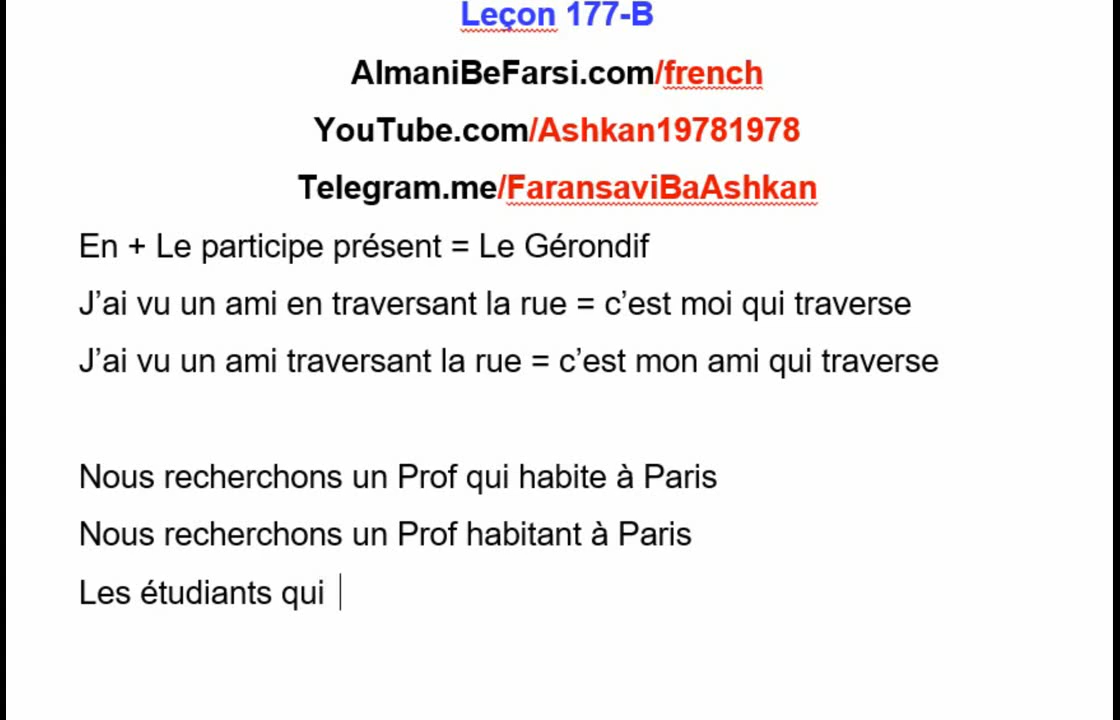 Leçon 177-B
AlmaniBeFarsi.com/french
YouTube.com/Ashkan19781978
Telegram.me/FaransaviBaAshkan
En + Le participe présent = Le Gérondif
J’ai vu un ami en traversant la rue = c’est moi qui traverse
J’ai vu un ami traversant la rue = c’est mon ami qui traverse
Nous recherchons un Prof qui habite à Paris
Nous recherchons un Prof habitant à Paris
Les étudiants qui